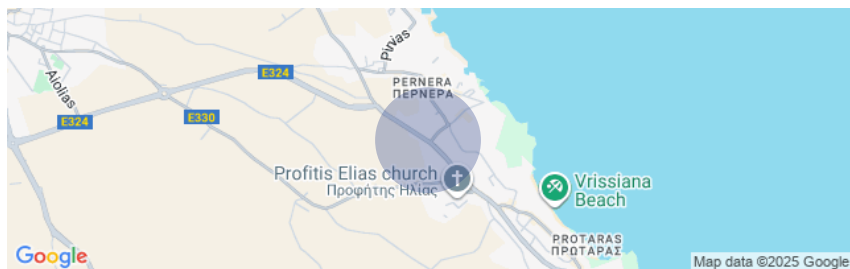 Pirvas
PERNERA
ΠΕΡΝΕΡΑ
E324
Aiolias
E324
E330
Profitis Elias church
Προφήτης Ηλίας
Vrissiana
Beach
PROTARAS
ΠΡΩΤΑΡΑΣ
Google
Map data ©2025 Google